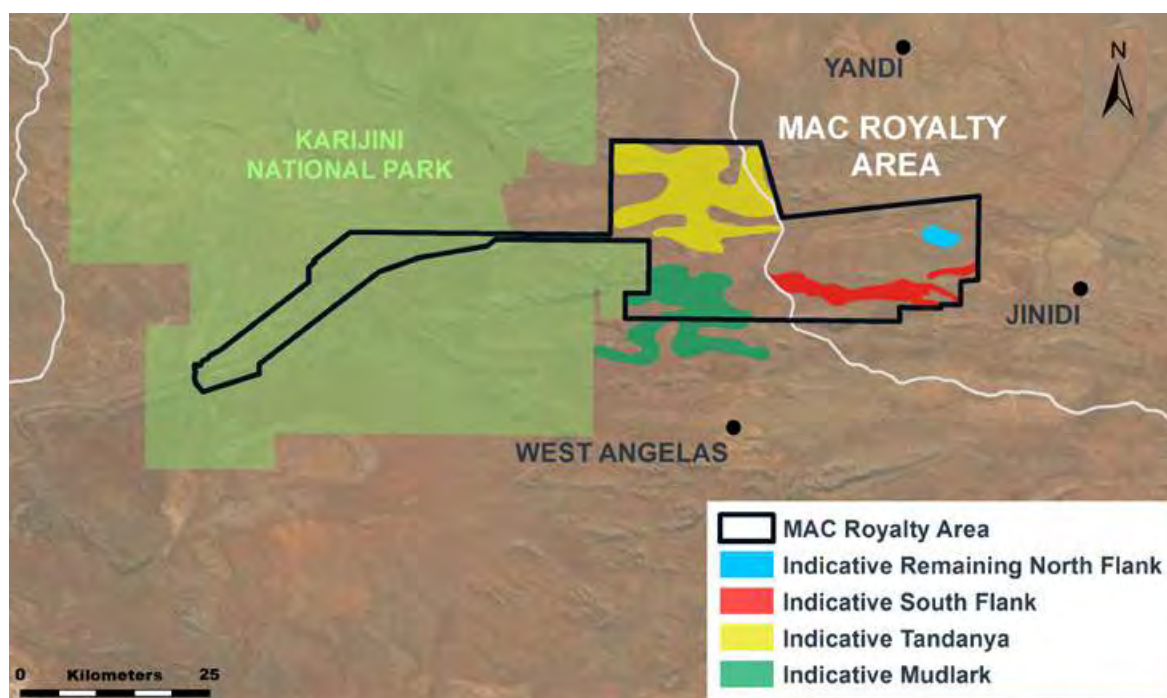 YANDI
N
MAC ROYALTY
AREA
KARIJINI
NATIONAL PARK
JINIDI
WEST ANGELAS
MAC Royalty Area
Indicative Remaining North Flank
Indicative South Flank
Indicative Tandanya
Indicative Mudlark
0 Kilometers 25